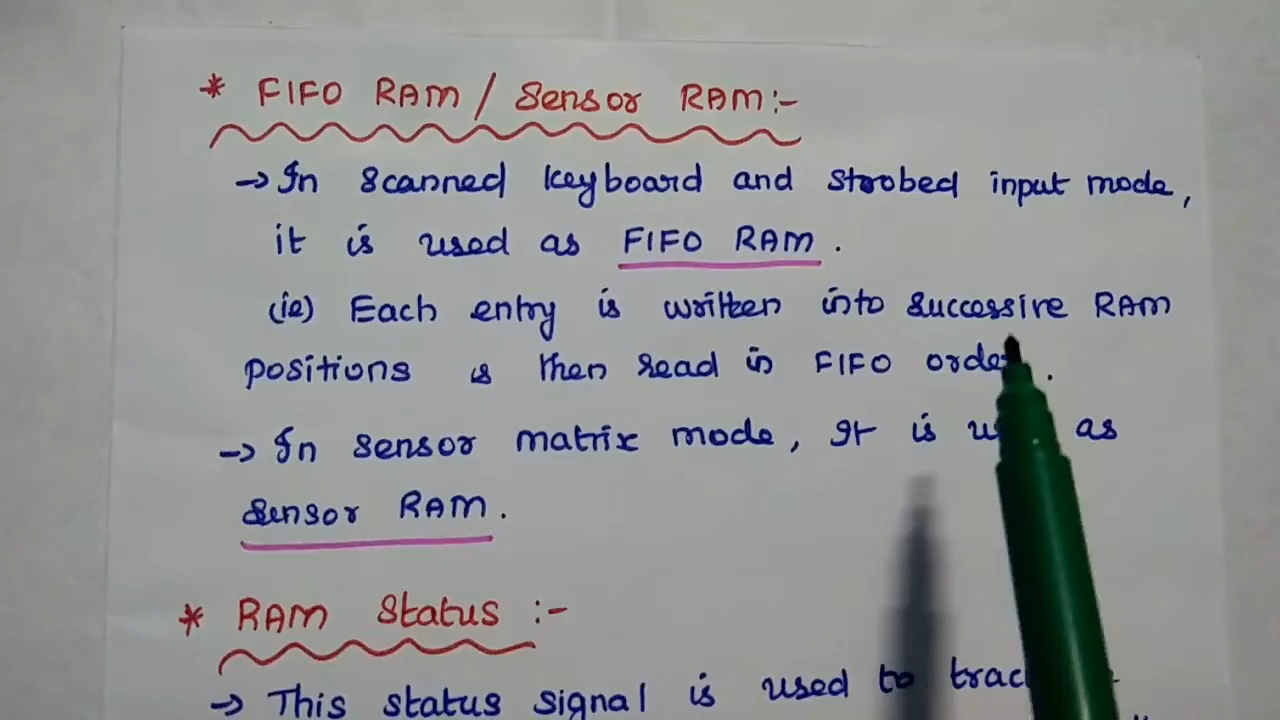 * FIFO RAM / Sensor RAM:-
→ In scanned keyboard and strobed input mode,
it is used as FIFO RAM.
(ie) Each entry is written into successive RAM
positions is then read in FIFO order.
→ In sensor matrix mode, It is as
Sensor RAM.
* RAM Status :-
→ This status signal is used to